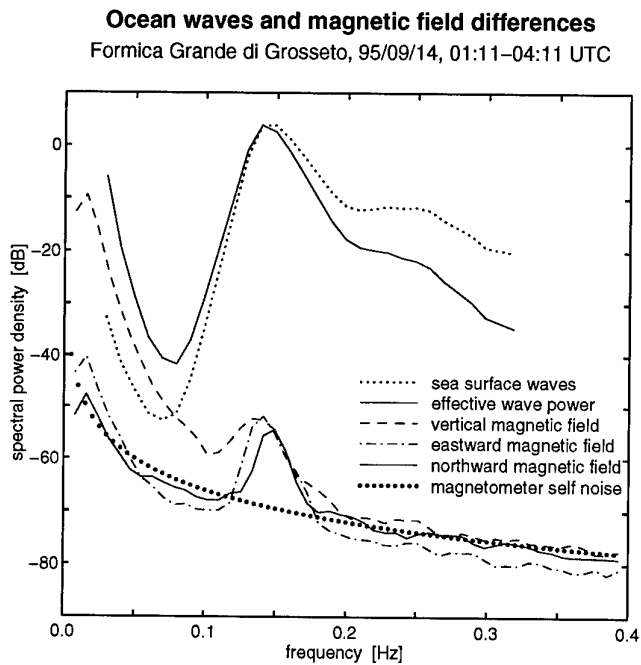 Ocean waves and magnetic field differences
Formica Grande di Grosseto, 95/09/14, 01:11–04:11 UTC
spectral power density [dB]
0
−20
−40
−60
−80
sea surface waves
effective wave power
vertical magnetic field
eastward magnetic field
northward magnetic field
magnetometer self noise
0.0 0.1 0.2 0.3 0.4
frequency [Hz]